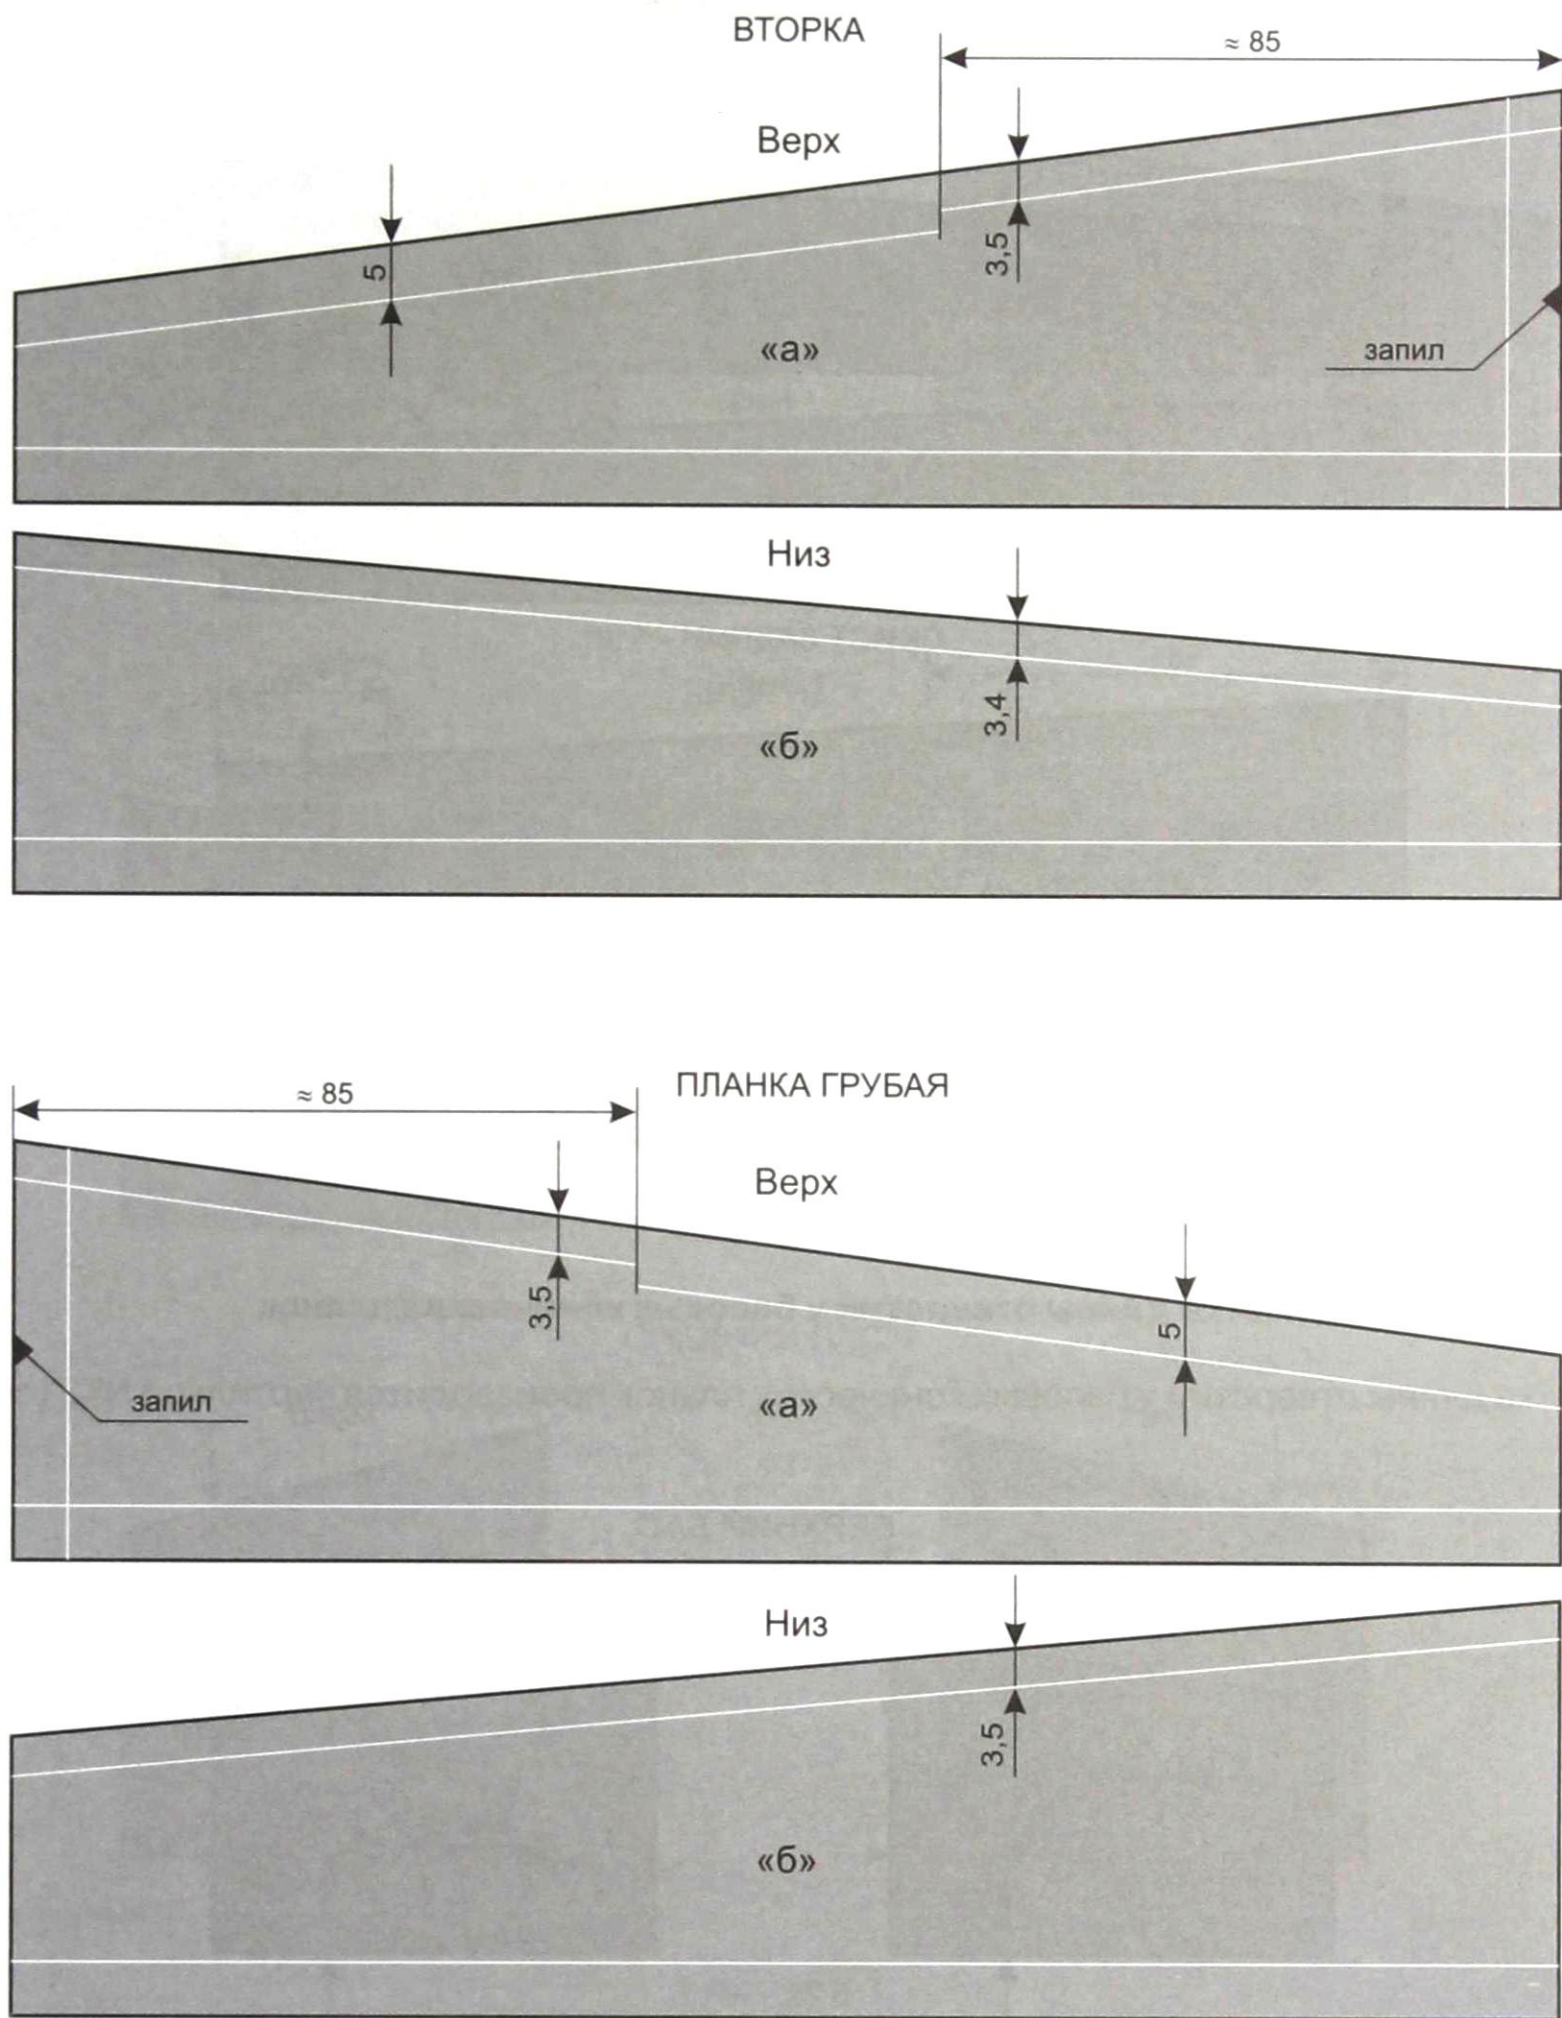 ВТОРКА
≈ 85
Верх
5
3,5
«а»
запил
Низ
3,4
«б»
ПЛАНКА ГРУБАЯ
≈ 85
Верх
3,5
5
запил
«а»
Низ
3,5
«б»